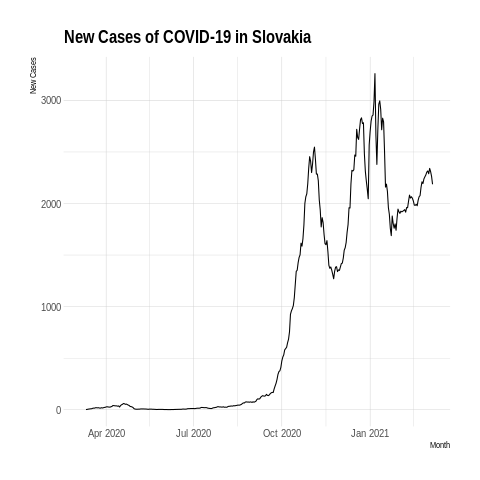 New Cases of COVID-19 in Slovakia
New Cases
3000
2000
1000
0
Apr 2020 Jul 2020 Oct 2020 Jan 2021
Month